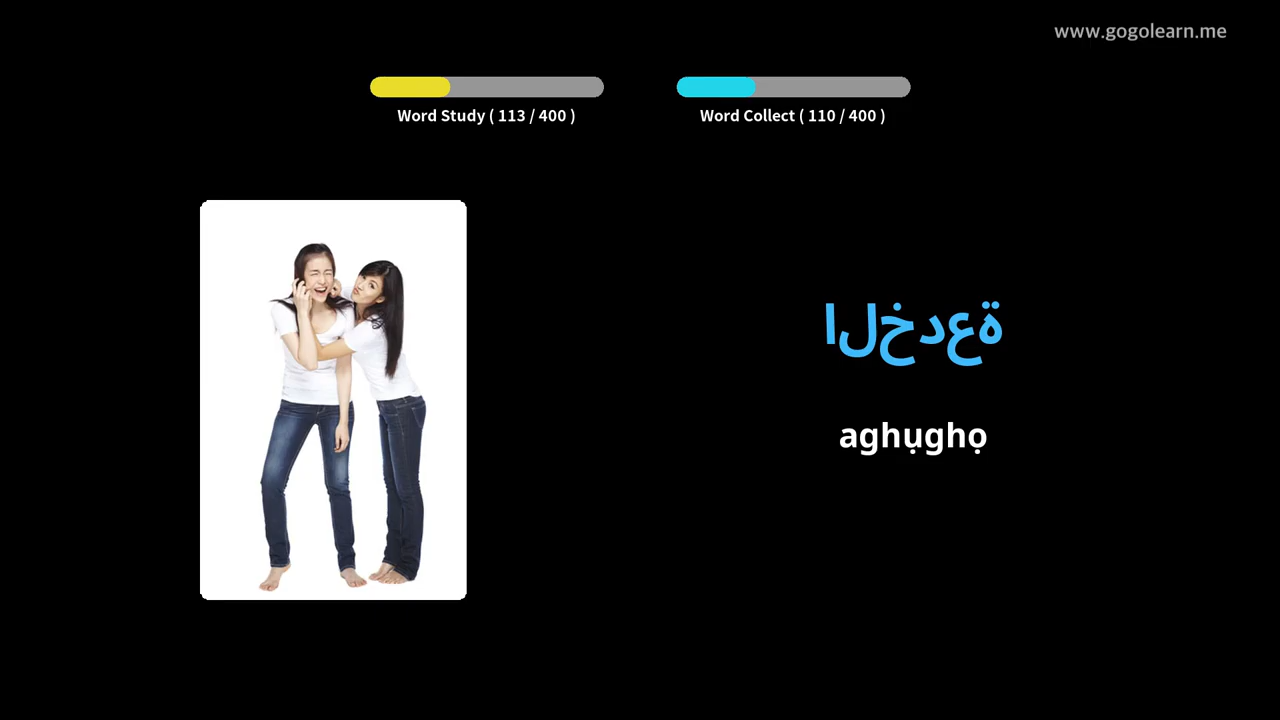 www.gogolearn.me
Word Study ( 113 / 400 )
Word Collect ( 110 / 400 )
الخدعة
aghụghọ